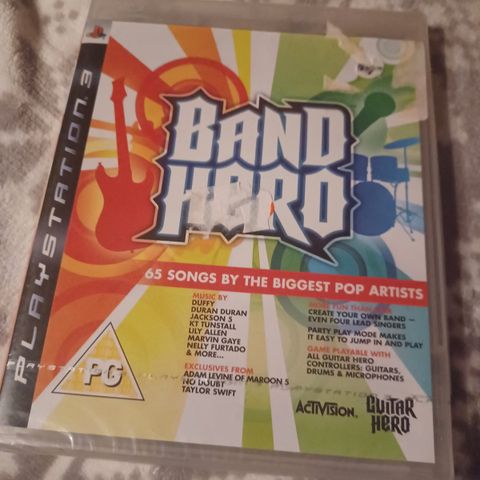 PLAYSTATION 3
BAND
HERO
65 SONGS BY THE BIGGEST POP ARTISTS
MUSIC BY
DUFFY
DURAN DURAN
JACKSON 5
KT TUNSTALL
LILY ALLEN
MARVIN GAYE
NELLY FURTADO
& MORE...
EXCLUSIVES FROM
ADAM LEVINE OF MAROON 5
NO DOUBT
TAYLOR SWIFT
MORE FUN THAN
CREATE YOUR OWN BAND –
EVEN FOUR LEAD SINGERS
PARTY PLAY MODE MAKES
IT EASY TO JUMP IN AND PLAY
GAME PLAYABLE WITH
ALL GUITAR HERO
CONTROLLERS: GUITARS,
DRUMS & MICROPHONES
PG
ACTIVISION.
GUITAR
HERO